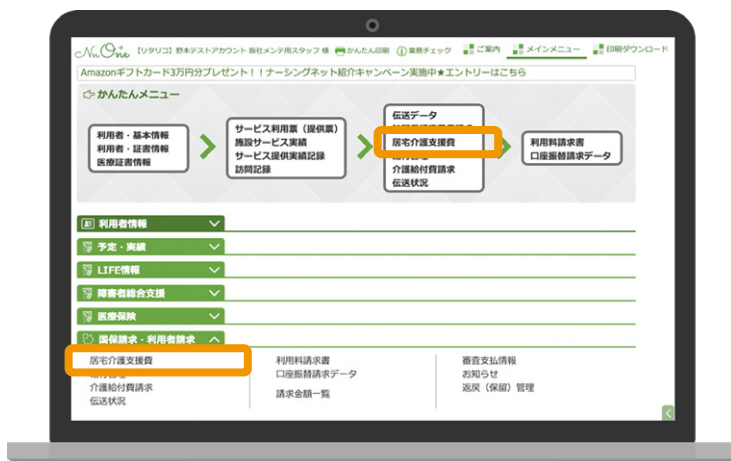 NnOne
【リタリコ】野本テストアカウント 販社メンテ用スタッフ 様
かんたん印刷
業務チェック
ご案内
メインメニュー
印刷ダウンロード
Amazonギフトカード3万円分プレゼント！！ナーシングネット紹介キャンペーン実施中★エントリーはこちら
かんたんメニュー
利用者・基本情報
利用者・証書情報
医療証書情報
サービス利用票（提供票）
施設サービス実績
サービス提供実績記録
訪問記録
伝送データ
居宅介護支援費
介護給付費請求
伝送状況
利用料請求書
口座振替請求データ
利用者情報
予定・実績
LIFE情報
障害者総合支援
医療保険
国保請求・利用者請求
居宅介護支援費
介護給付費請求
伝送状況
利用料請求書
口座振替請求データ
請求金額一覧
審査支払情報
お知らせ
返戻（保留）管理